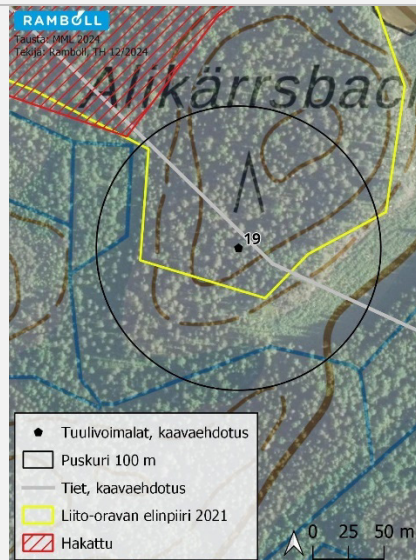 RAMBOLL
Tausta: MML 2024
Tekijä: Ramboll, TH 12/2024
Alikärrsbac
19
Tuulivoimalat, kaavaehdotus
Puskuri 100 m
Tiet, kaavaehdotus
Liito-oravan elinpiiri 2021
Hakattu
0 25 50 m